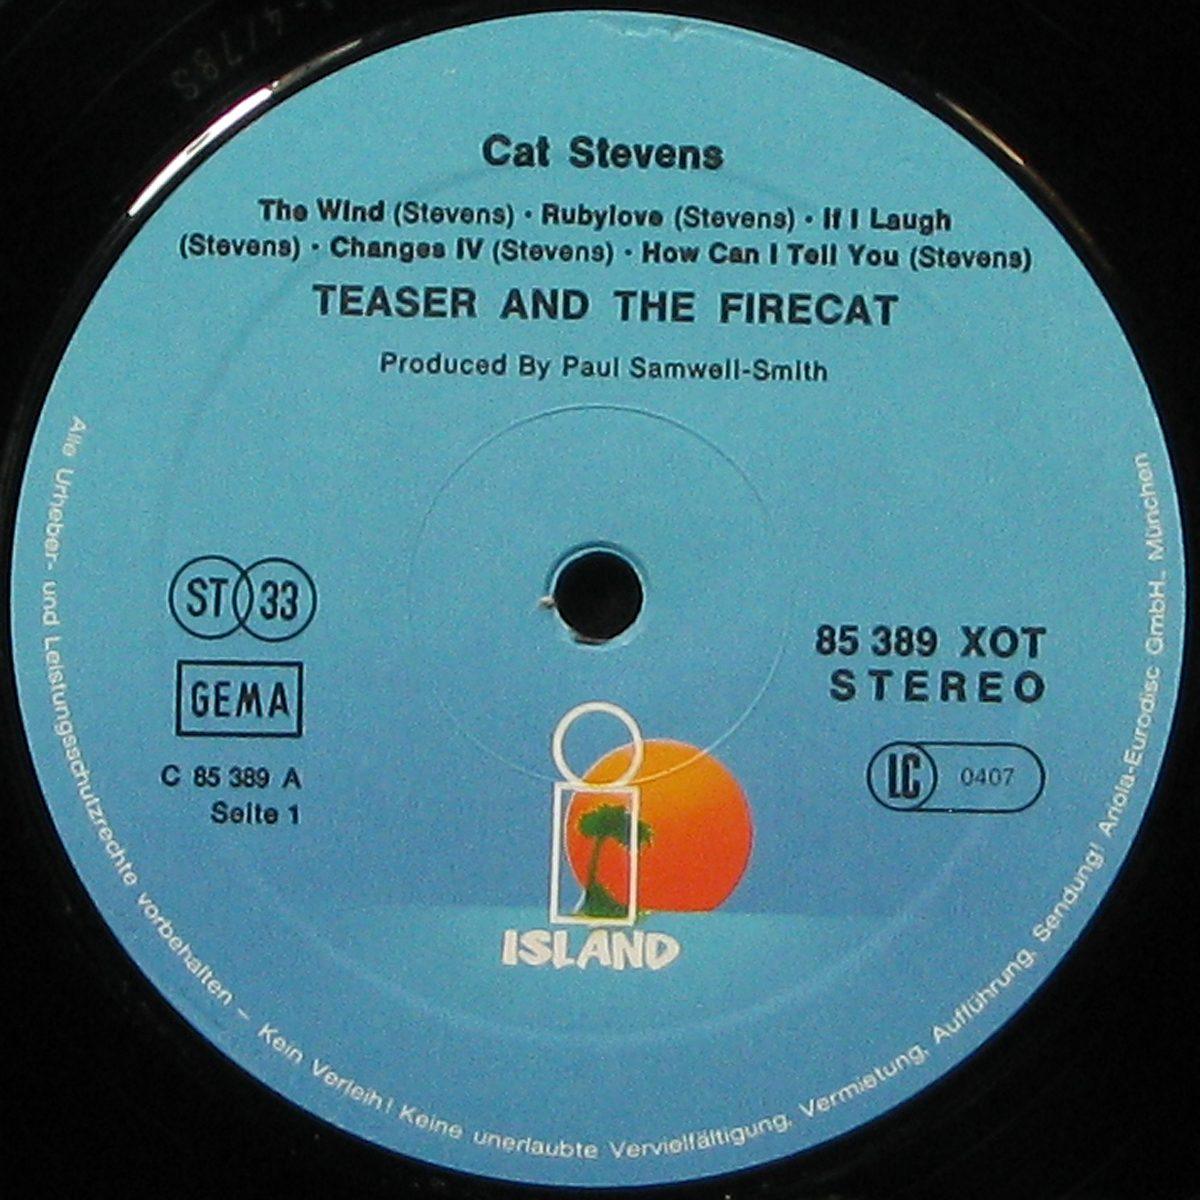 Cat Stevens
The Wind (Stevens) · Rubylove (Stevens) · If I Laugh
(Stevens) · Changes IV (Stevens) · How Can I Tell You (Stevens)
TEASER AND THE FIRECAT
Produced By Paul Samwell-Smith
ST 33
GEMA
C 85 389 A
Seite 1
85 389 XOT
STEREO
LC 0407
i
ISLAND
Alle Urheber- und Leistungsschutzrechte vorbehalten – Kein Verleih! Keine unerlaubte Vervielfältigung, Vermietung, Aufführung, Sendung! Ariola-Eurodisc GmbH., München